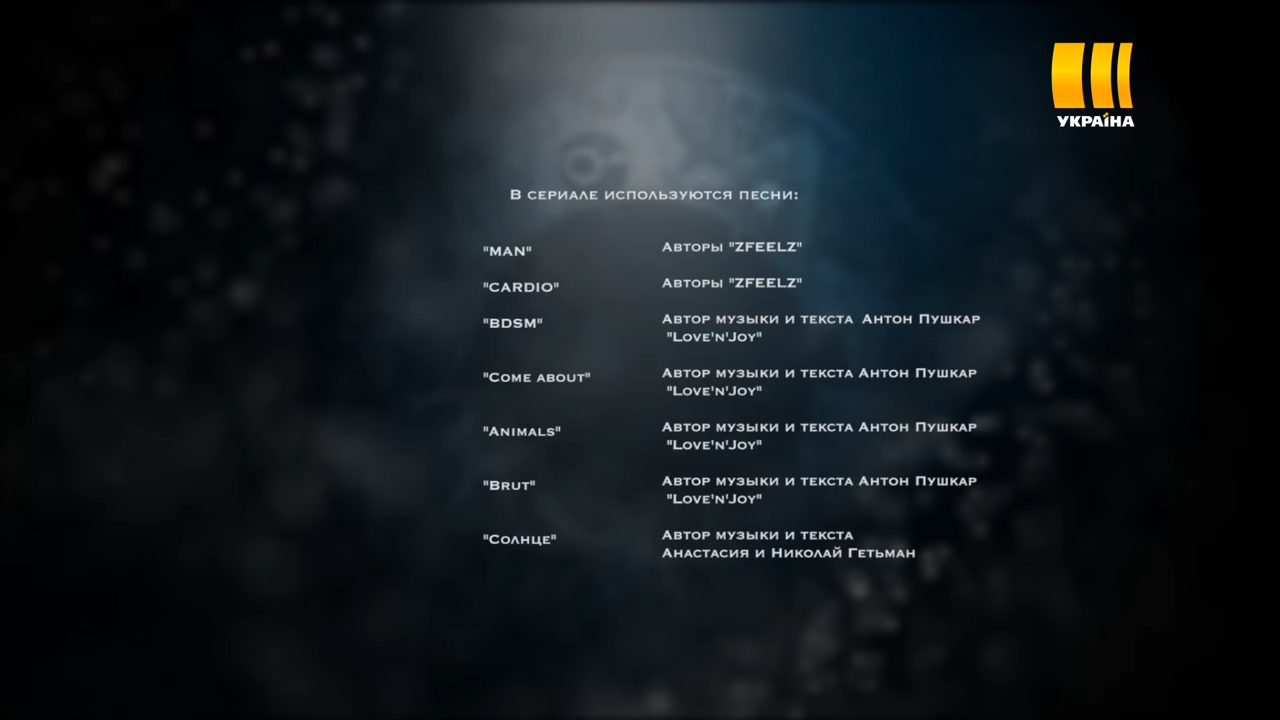 УКРАЇНА
В СЕРИАЛЕ ИСПОЛЬЗУЮТСЯ ПЕСНИ:
"MAN" АВТОРЫ "ZFEELZ"
"CARDIO" АВТОРЫ "ZFEELZ"
"BDSM" АВТОР МУЗЫКИ И ТЕКСТА АНТОН ПУШКАР
"LOVE'N'JOY"
"COME ABOUT" АВТОР МУЗЫКИ И ТЕКСТА АНТОН ПУШКАР
"LOVE'N'JOY"
"ANIMALS" АВТОР МУЗЫКИ И ТЕКСТА АНТОН ПУШКАР
"LOVE'N'JOY"
"BRUT" АВТОР МУЗЫКИ И ТЕКСТА АНТОН ПУШКАР
"LOVE'N'JOY"
"СОЛНЦЕ" АВТОР МУЗЫКИ И ТЕКСТА
АНАСТАСИЯ И НИКОЛАЙ ГЕТЬМАН